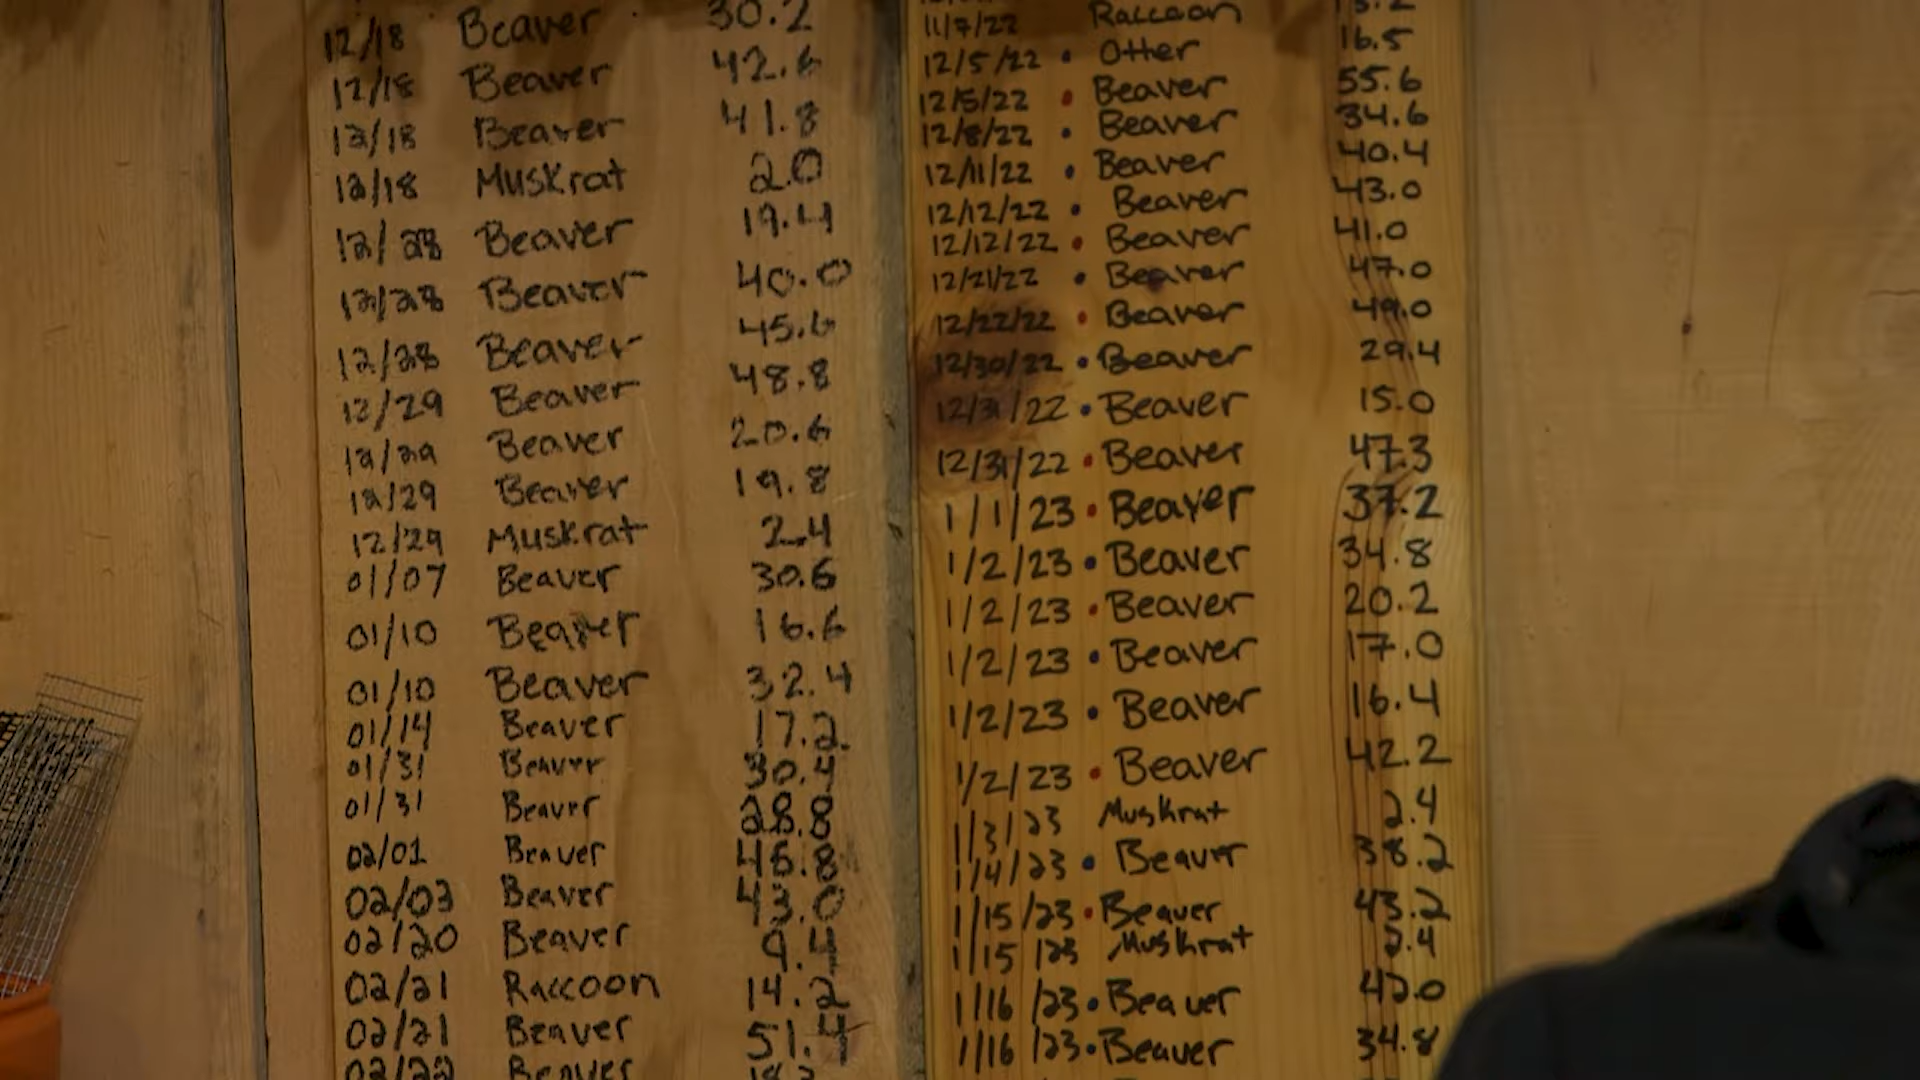 12/18 Beaver 30.2
12/18 Beaver 42.6
12/18 Beaver 41.8
12/18 Muskrat 2.0
12/28 Beaver 19.4
12/28 Beaver 40.0
12/28 Beaver 45.6
12/29 Beaver 48.8
12/29 Beaver 20.6
12/29 Beaver 19.8
12/29 Muskrat 2.4
01/07 Beaver 30.6
01/10 Beaver 16.6
01/10 Beaver 32.4
01/14 Beaver 17.2
01/31 Beaver 30.4
01/31 Beaver 28.8
02/01 Beaver 45.8
02/03 Beaver 43.0
02/20 Beaver 9.4
02/21 Raccoon 14.2
02/21 Beaver 51.4
02/22 Beaver
11/7/22 Raccoon
12/5/22 • Otter 16.5
12/5/22 • Beaver 55.6
12/8/22 • Beaver 34.6
12/11/22 • Beaver 40.4
12/12/22 • Beaver 43.0
12/12/22 • Beaver 41.0
12/21/22 • Beaver 47.0
12/22/22 • Beaver 49.0
12/30/22 • Beaver 29.4
12/31/22 • Beaver 15.0
12/31/22 • Beaver 47.3
1/1/23 • Beaver 37.2
1/2/23 • Beaver 34.8
1/2/23 • Beaver 20.2
1/2/23 • Beaver 17.0
1/2/23 • Beaver 16.4
1/2/23 • Beaver 42.2
1/3/23 Muskrat 2.4
1/4/23 • Beaver 38.2
1/15/23 • Beaver 43.2
1/15/23 Muskrat 2.4
1/16/23 • Beaver 42.0
1/16/23 • Beaver 34.8